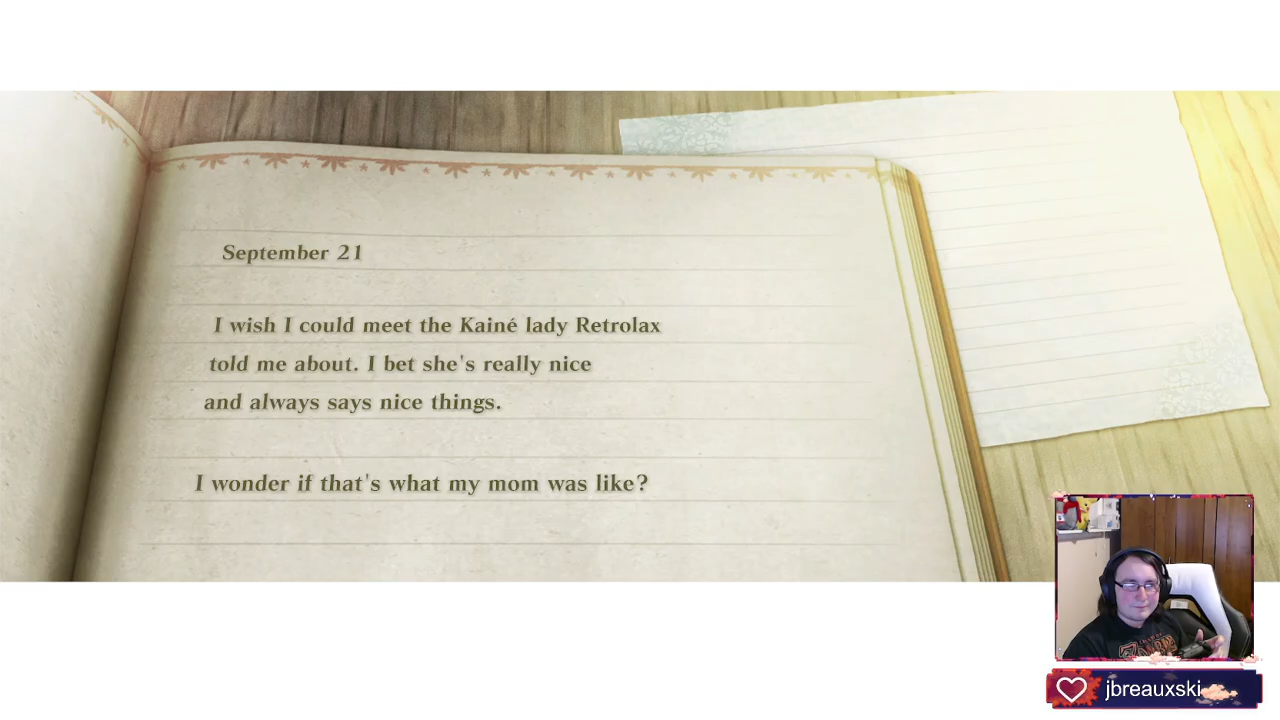 September 21
I wish I could meet the Kainé lady Retrolax
told me about. I bet she's really nice
and always says nice things.
I wonder if that's what my mom was like?
jbreauxski